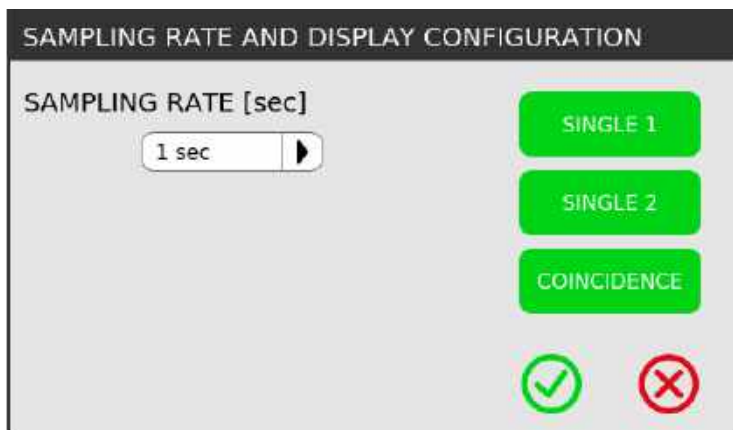 SAMPLING RATE AND DISPLAY CONFIGURATION
SAMPLING RATE [sec]
1 sec
SINGLE 1
SINGLE 2
COINCIDENCE